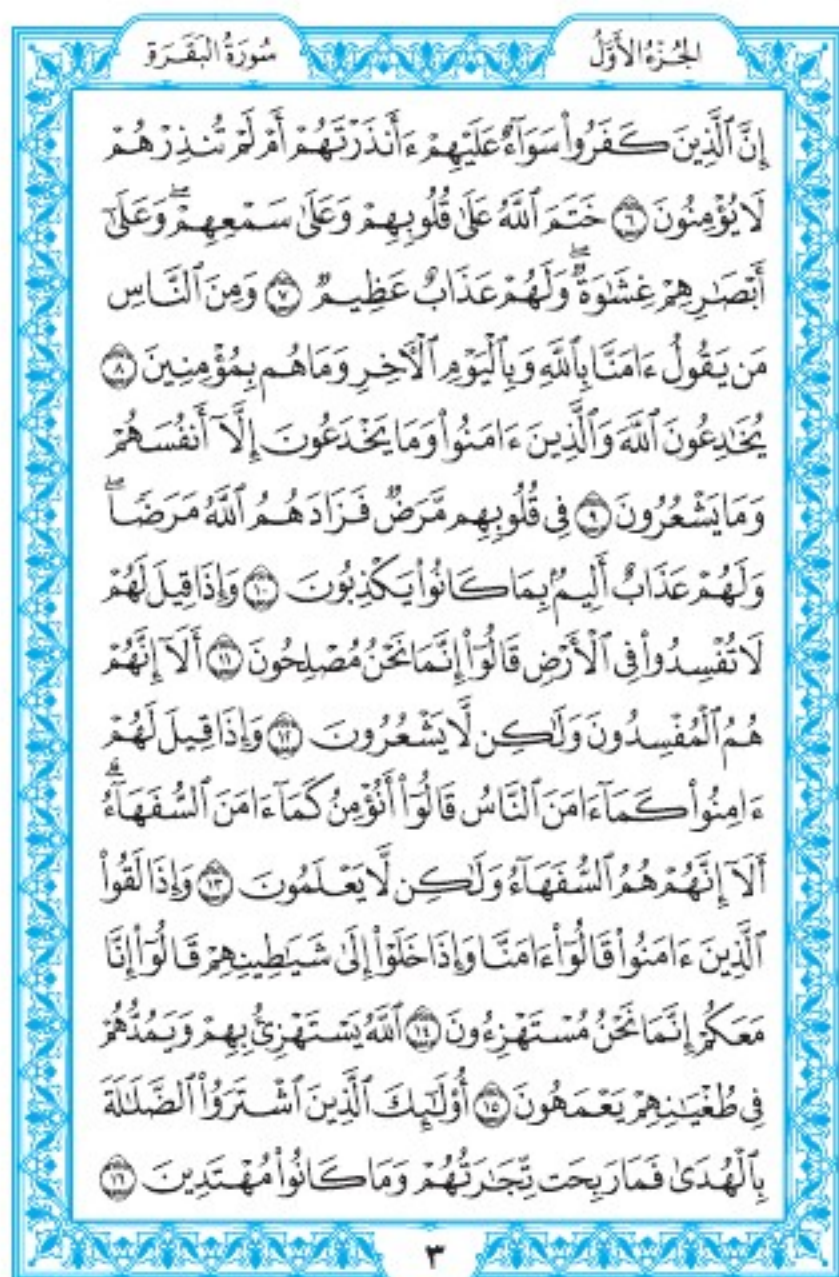 الجُزْءُ الأَوَّلُ
سُورَةُ البَقَرَةِ
إِنَّ ٱلَّذِينَ كَفَرُوا۟ سَوَآءٌ عَلَيْهِمْ ءَأَنذَرْتَهُمْ أَمْ لَمْ تُنذِرْهُمْ
لَا يُؤْمِنُونَ ۝٦ خَتَمَ ٱللَّهُ عَلَىٰ قُلُوبِهِمْ وَعَلَىٰ سَمْعِهِمْ ۖ وَعَلَىٰٓ
أَبْصَـٰرِهِمْ غِشَـٰوَةٌ ۖ وَلَهُمْ عَذَابٌ عَظِيمٌ ۝٧ وَمِنَ ٱلنَّاسِ
مَن يَقُولُ ءَامَنَّا بِٱللَّهِ وَبِٱلْيَوْمِ ٱلْـَٔاخِرِ وَمَا هُم بِمُؤْمِنِينَ ۝٨
يُخَـٰدِعُونَ ٱللَّهَ وَٱلَّذِينَ ءَامَنُوا۟ وَمَا يَخْدَعُونَ إِلَّآ أَنفُسَهُمْ
وَمَا يَشْعُرُونَ ۝٩ فِى قُلُوبِهِم مَّرَضٌ فَزَادَهُمُ ٱللَّهُ مَرَضًا ۖ
وَلَهُمْ عَذَابٌ أَلِيمٌۢ بِمَا كَانُوا۟ يَكْذِبُونَ ۝١٠ وَإِذَا قِيلَ لَهُمْ
لَا تُفْسِدُوا۟ فِى ٱلْأَرْضِ قَالُوٓا۟ إِنَّمَا نَحْنُ مُصْلِحُونَ ۝١١ أَلَآ إِنَّهُمْ
هُمُ ٱلْمُفْسِدُونَ وَلَـٰكِن لَّا يَشْعُرُونَ ۝١٢ وَإِذَا قِيلَ لَهُمْ
ءَامِنُوا۟ كَمَآ ءَامَنَ ٱلنَّاسُ قَالُوٓا۟ أَنُؤْمِنُ كَمَآ ءَامَنَ ٱلسُّفَهَآءُ ۗ
أَلَآ إِنَّهُمْ هُمُ ٱلسُّفَهَآءُ وَلَـٰكِن لَّا يَعْلَمُونَ ۝١٣ وَإِذَا لَقُوا۟
ٱلَّذِينَ ءَامَنُوا۟ قَالُوٓا۟ ءَامَنَّا وَإِذَا خَلَوْا۟ إِلَىٰ شَيَـٰطِينِهِمْ قَالُوٓا۟ إِنَّا
مَعَكُمْ إِنَّمَا نَحْنُ مُسْتَهْزِءُونَ ۝١٤ ٱللَّهُ يَسْتَهْزِئُ بِهِمْ وَيَمُدُّهُمْ
فِى طُغْيَـٰنِهِمْ يَعْمَهُونَ ۝١٥ أُو۟لَـٰٓئِكَ ٱلَّذِينَ ٱشْتَرَوُا۟ ٱلضَّلَـٰلَةَ
بِٱلْهُدَىٰ فَمَا رَبِحَت تِّجَـٰرَتُهُمْ وَمَا كَانُوا۟ مُهْتَدِينَ ۝١٦
٣